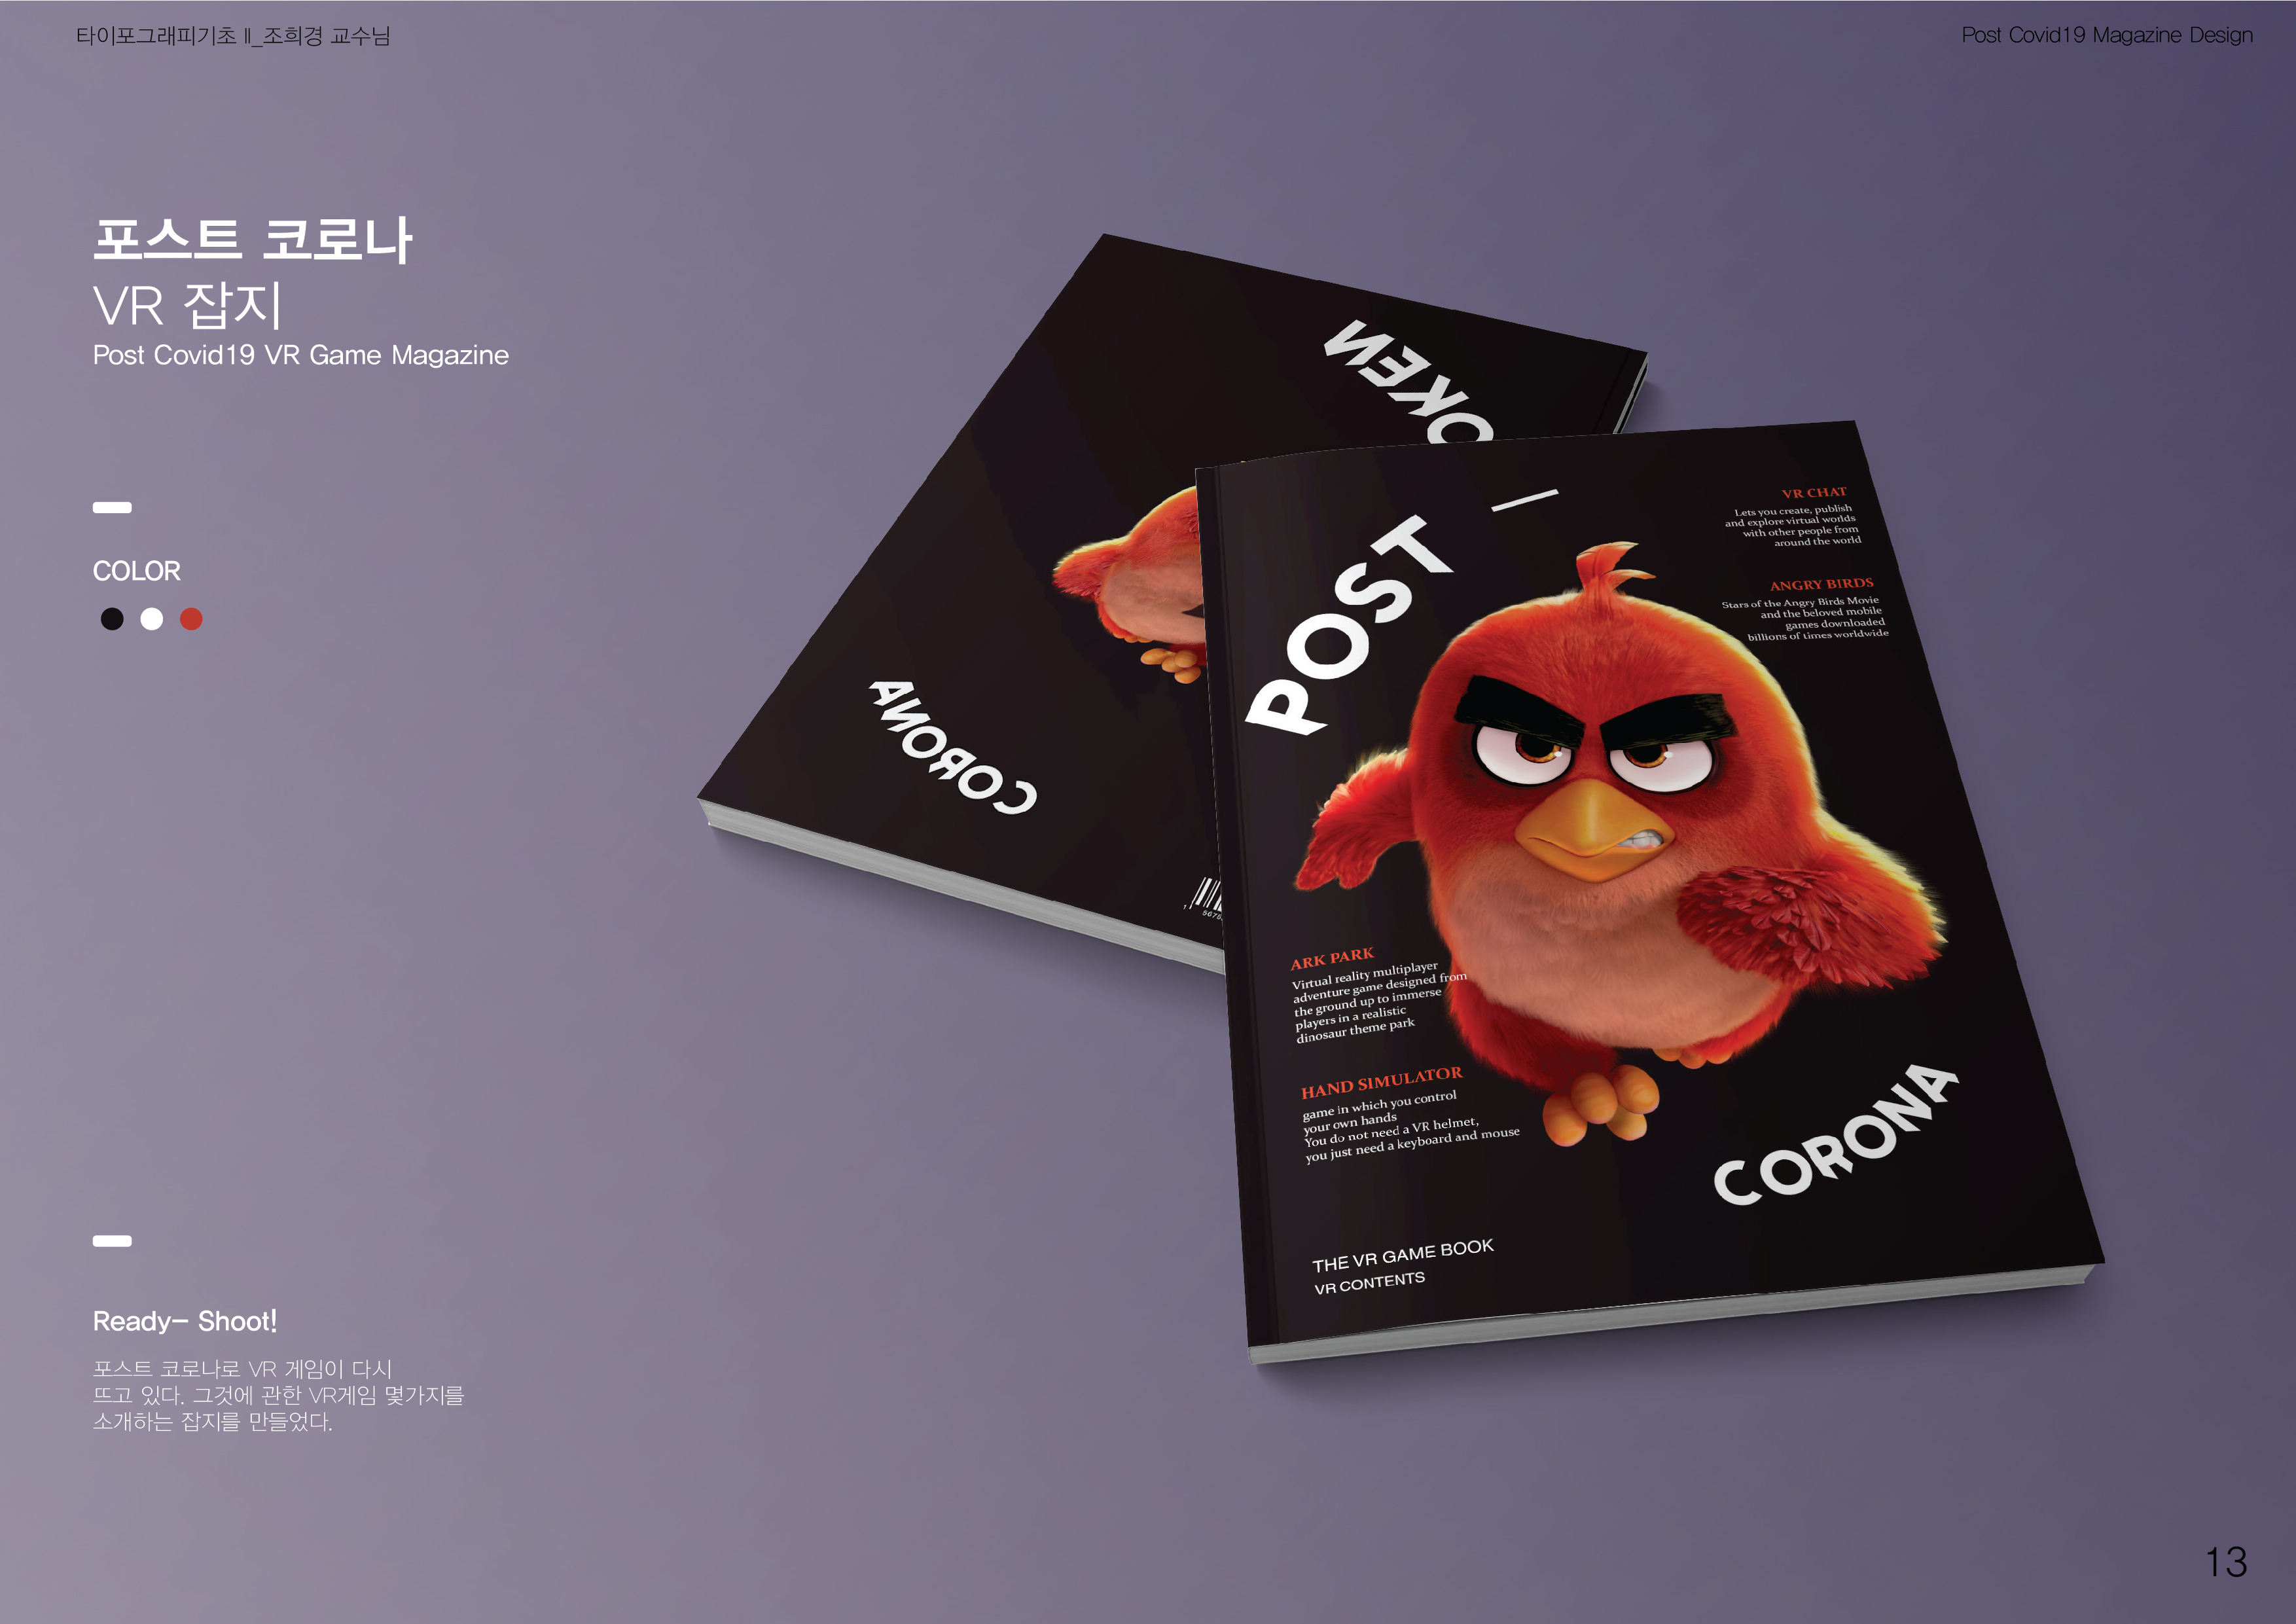 타이포그래피기초 Ⅱ_조희경 교수님
Post Covid19 Magazine Design
포스트 코로나
VR 잡지
Post Covid19 VR Game Magazine
COLOR
Ready– Shoot!
포스트 코로나로 VR 게임이 다시
뜨고 있다. 그것에 관한 VR게임 몇가지를
소개하는 잡지를 만들었다.
CORONA
POST –
VR CHAT
Lets you create, publish
and explore virtual worlds
with other people from
around the world
ANGRY BIRDS
Stars of the Angry Birds Movie
and the beloved mobile
games downloaded
billions of times worldwide
ARK PARK
Virtual reality multiplayer
adventure game designed from
the ground up to immerse
players in a realistic
dinosaur theme park
HAND SIMULATOR
game in which you control
your own hands
You do not need a VR helmet,
you just need a keyboard and mouse
CORONA
THE VR GAME BOOK
VR CONTENTS
13